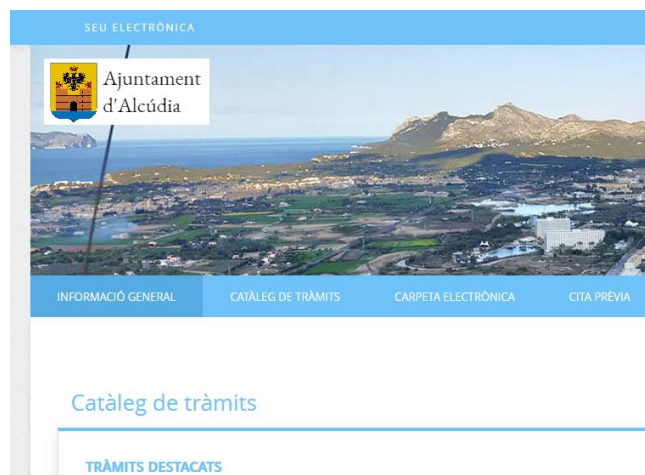 SEU ELECTRÒNICA
Ajuntament
d'Alcúdia
INFORMACIÓ GENERAL
CATÀLEG DE TRÀMITS
CARPETA ELECTRÒNICA
CITA PRÈVIA
Catàleg de tràmits
TRÀMITS DESTACATS